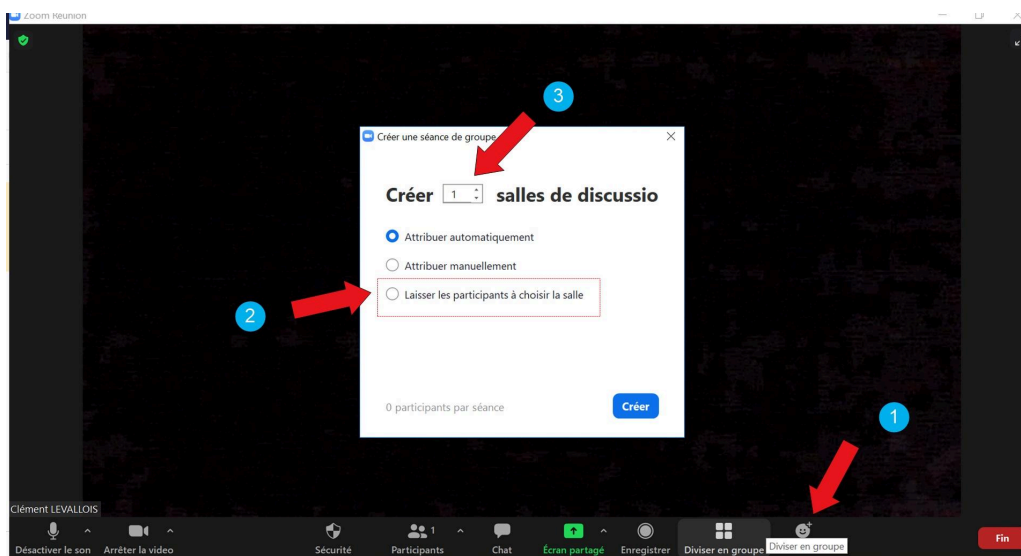 Zoom Réunion
3
Créer une séance de groupe
Créer 1 salles de discussio
Attribuer automatiquement
Attribuer manuellement
Laisser les participants à choisir la salle
2
0 participants par séance
Créer
1
Clément LEVALLOIS
1
Désactiver le son Arrêter la video Sécurité Participants Chat Écran partagé Enregistrer Diviser en groupe Diviser en groupe Fin